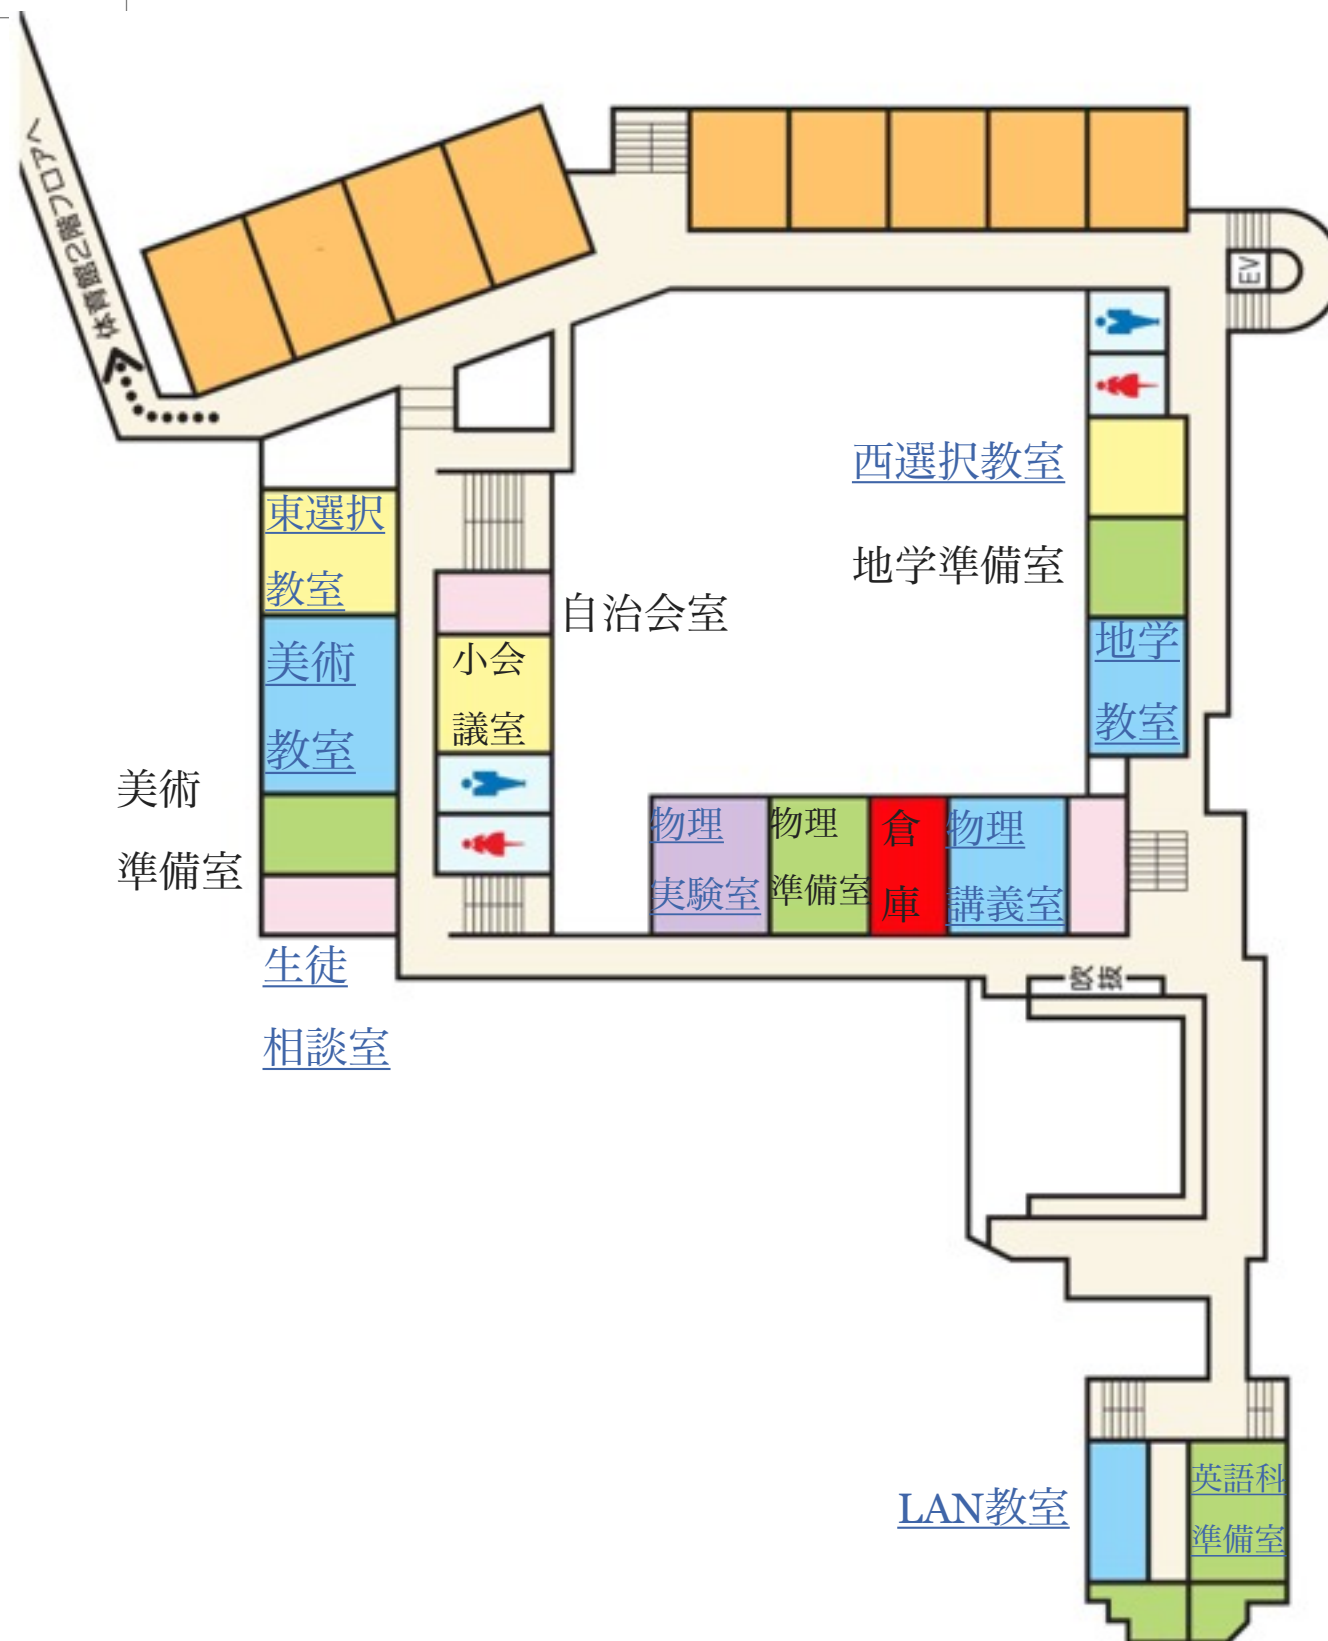 体育館2階フロアへ
EV
西選択教室
東選択
教室
地学準備室
自治会室
美術
教室
小会
議室
地学
教室
美術
準備室
物理
実験室
物理
準備室
倉
庫
物理
講義室
生徒
相談室
吹抜
LAN教室
英語科
準備室